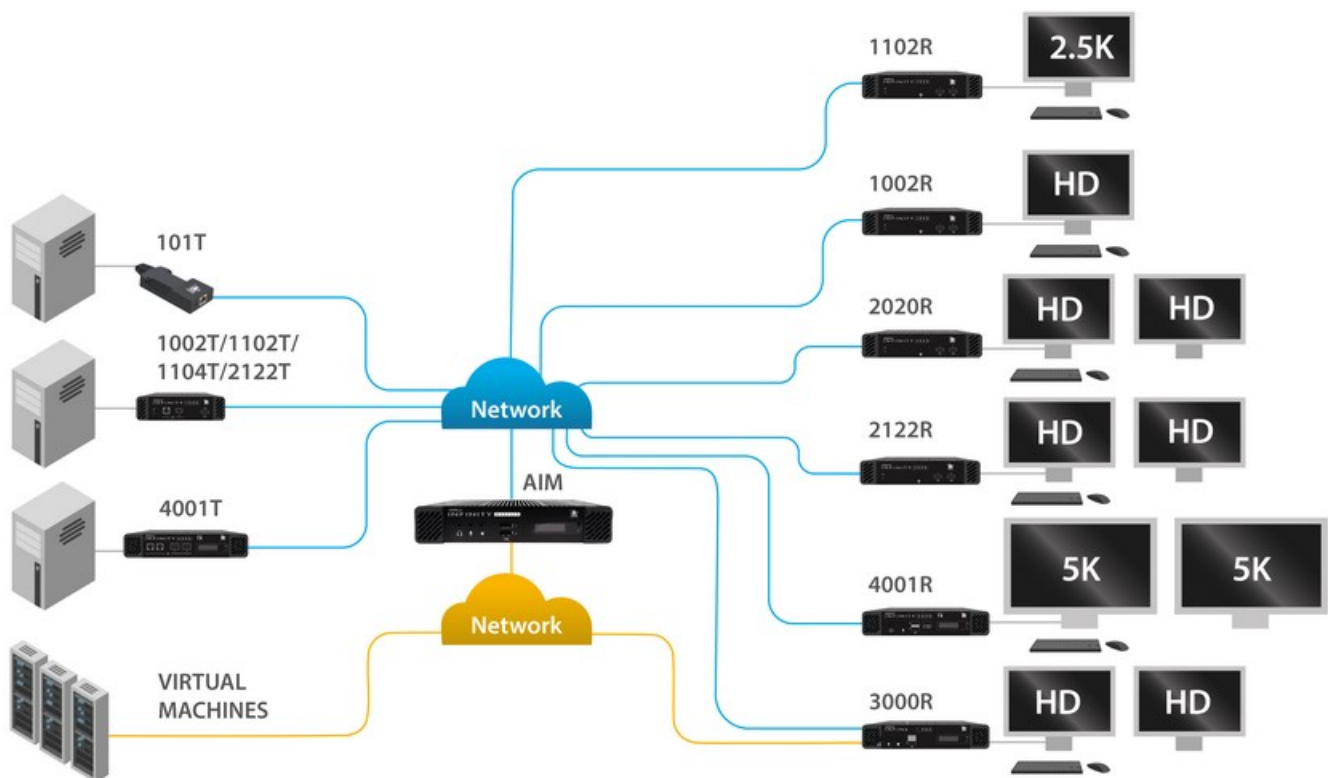 1102R
2.5K
1002R
HD
101T
2020R
HD
HD
1002T/1102T/
1104T/2122T
Network
2122R
HD
HD
AIM
4001T
4001R
5K
5K
Network
VIRTUAL
MACHINES
3000R
HD
HD